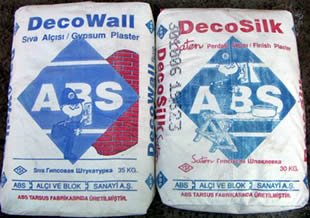 DecoWall
Sıva Alçısı / Gypsum Plaster
ABS
Sıva Гипсовая Штукатурка 35 KG.
ABS ALÇI VE BLOK SANAYİ A.Ş.
ABS TARSUS FABRİKASINDA ÜRETİLMİŞTİR.
DecoSilk
DecoSilk
Saten Perdah Alçısı / Finish Plaster
ABS
Saten Гипсовая Шпаклевка
30 KG.
ABS ALÇI VE BLOK SANAYİ A.Ş.
ABS TARSUS FABRİKASINDA ÜRETİLMİŞTİR.